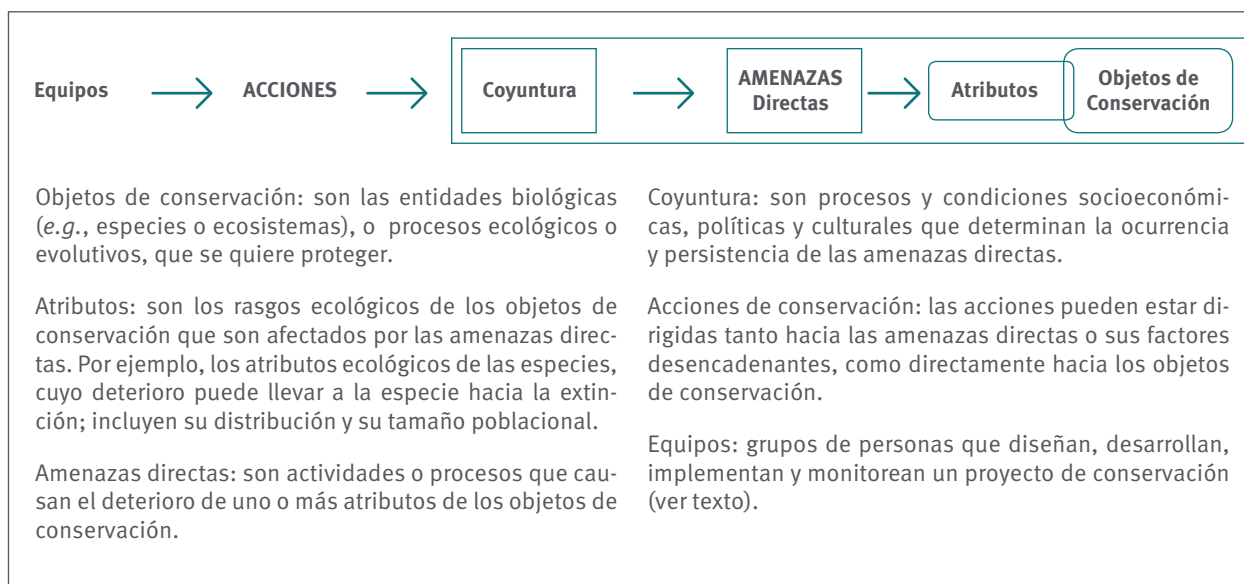 Equipos
ACCIONES
Coyuntura
AMENAZAS
Directas
Atributos
Objetos de
Conservación
Objetos de conservación: son las entidades biológicas
(e.g., especies o ecosistemas), o procesos ecológicos o
evolutivos, que se quiere proteger.
Atributos: son los rasgos ecológicos de los objetos de
conservación que son afectados por las amenazas direc-
tas. Por ejemplo, los atributos ecológicos de las especies,
cuyo deterioro puede llevar a la especie hacia la extin-
ción; incluyen su distribución y su tamaño poblacional.
Amenazas directas: son actividades o procesos que cau-
san el deterioro de uno o más atributos de los objetos de
conservación.
Coyuntura: son procesos y condiciones socioeconómi-
cas, políticas y culturales que determinan la ocurrencia
y persistencia de las amenazas directas.
Acciones de conservación: las acciones pueden estar di-
rigidas tanto hacia las amenazas directas o sus factores
desencadenantes, como directamente hacia los objetos
de conservación.
Equipos: grupos de personas que diseñan, desarrollan,
implementan y monitorean un proyecto de conservación
(ver texto).